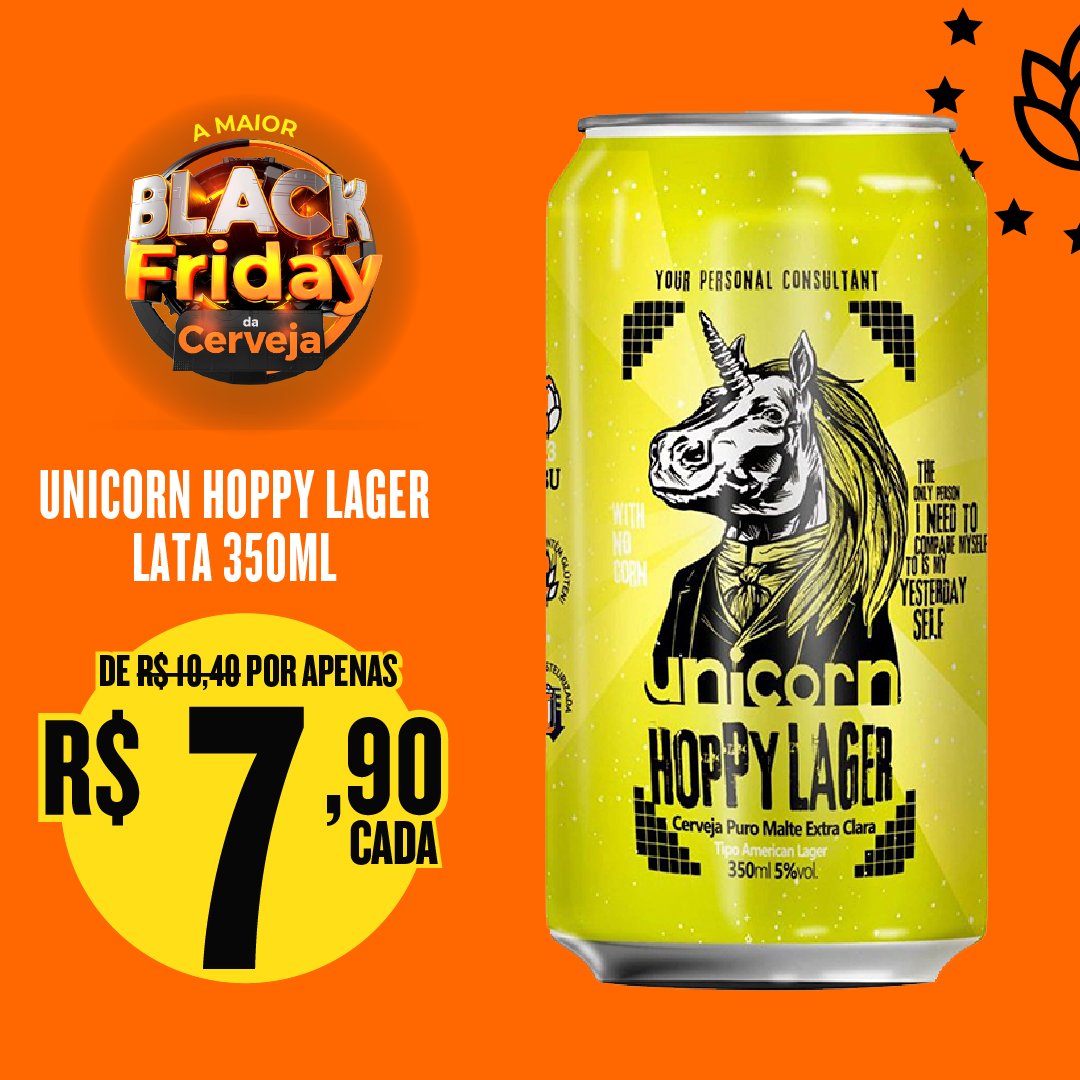 A MAIOR
BLACK
Friday
da
Cerveja
UNICORN HOPPY LAGER
LATA 350ML
DE R$ 10,40 POR APENAS
R$ 7,90
CADA
YOUR PERSONAL CONSULTANT
WITH
NO
CORN
THE
ONLY PERSON
I NEED TO
COMPARE MYSELF
TO IS MY
YESTERDAY
SELF
unicorn
HOPPY LAGER
Cerveja Puro Malte Extra Clara
Tipo American Lager
350ml 5%vol.